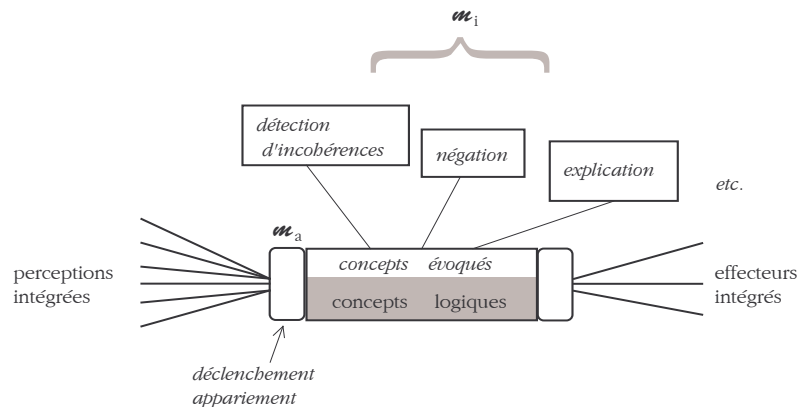 𝓂i
détection
d'incohérences
négation
explication
etc.
𝓂a
concepts évoqués
perceptions
intégrées
concepts logiques
effecteurs
intégrés
déclenchement
appariement